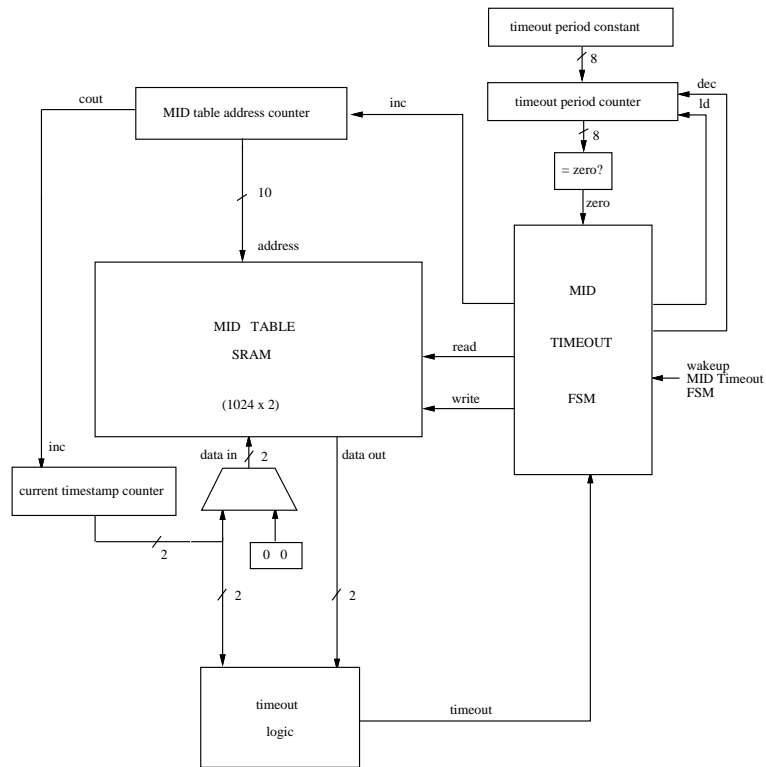 timeout period constant
8
dec
cout
timeout period counter
MID table address counter
inc
ld
8
= zero?
10
zero
address
MID
MID TABLE
SRAM
TIMEOUT
read
wakeup
MID Timeout
FSM
(1024 x 2)
write
FSM
inc
data in
2
data out
current timestamp counter
2
0 0
2
2
timeout
logic
timeout